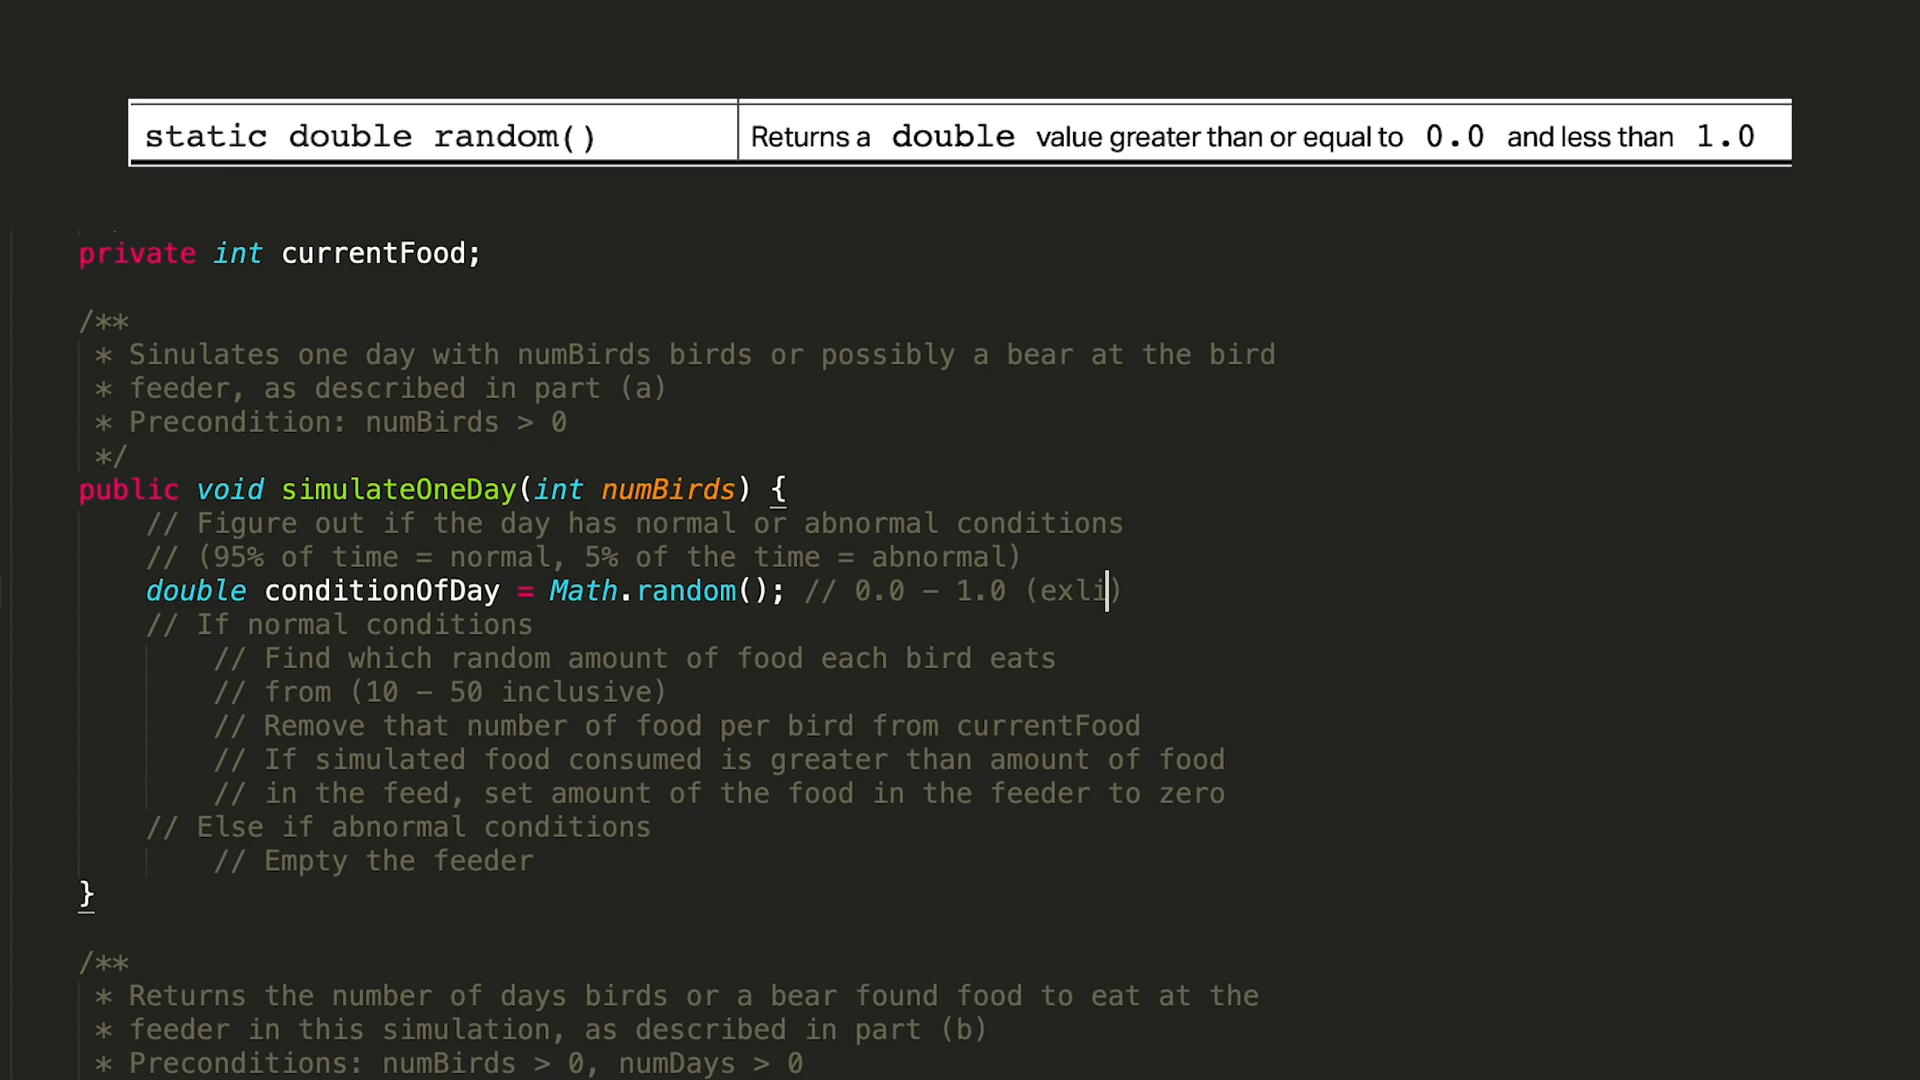 static double random() Returns a double value greater than or equal to 0.0 and less than 1.0
private int currentFood;
/**
* Sinulates one day with numBirds birds or possibly a bear at the bird
* feeder, as described in part (a)
* Precondition: numBirds > 0
*/
public void simulateOneDay(int numBirds) {
// Figure out if the day has normal or abnormal conditions
// (95% of time = normal, 5% of the time = abnormal)
double conditionOfDay = Math.random(); // 0.0 – 1.0 (exli)
// If normal conditions
// Find which random amount of food each bird eats
// from (10 – 50 inclusive)
// Remove that number of food per bird from currentFood
// If simulated food consumed is greater than amount of food
// in the feed, set amount of the food in the feeder to zero
// Else if abnormal conditions
// Empty the feeder
}
/**
* Returns the number of days birds or a bear found food to eat at the
* feeder in this simulation, as described in part (b)
* Preconditions: numBirds > 0, numDays > 0